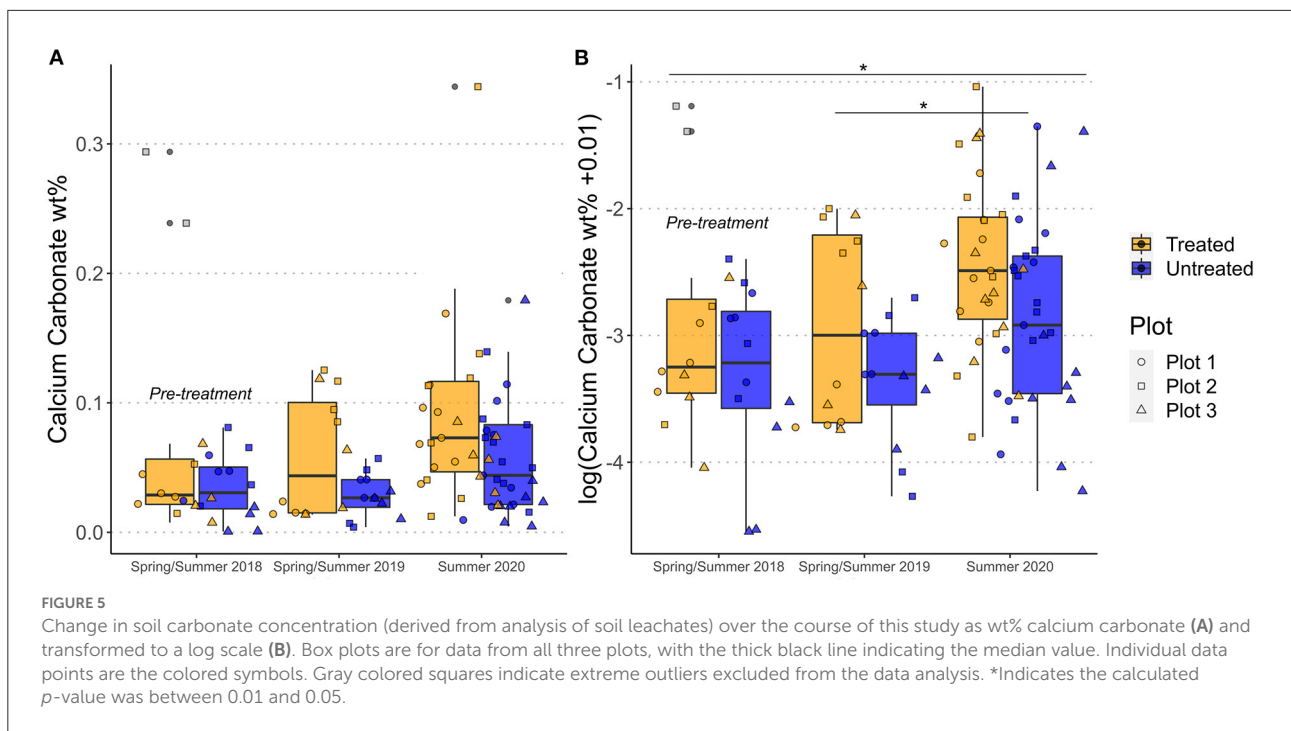 A
Calcium Carbonate wt%
0.3
0.2
0.1
0.0
Pre-treatment
Spring/Summer 2018
Spring/Summer 2019
Summer 2020
B
log(Calcium Carbonate wt% +0.01)
-1
-2
-3
-4
*
*
Pre-treatment
Spring/Summer 2018
Spring/Summer 2019
Summer 2020
Treated
Untreated
Plot
Plot 1
Plot 2
Plot 3
FIGURE 5
Change in soil carbonate concentration (derived from analysis of soil leachates) over the course of this study as wt% calcium carbonate (A) and
transformed to a log scale (B). Box plots are for data from all three plots, with the thick black line indicating the median value. Individual data
points are the colored symbols. Gray colored squares indicate extreme outliers excluded from the data analysis. *Indicates the calculated
p-value was between 0.01 and 0.05.